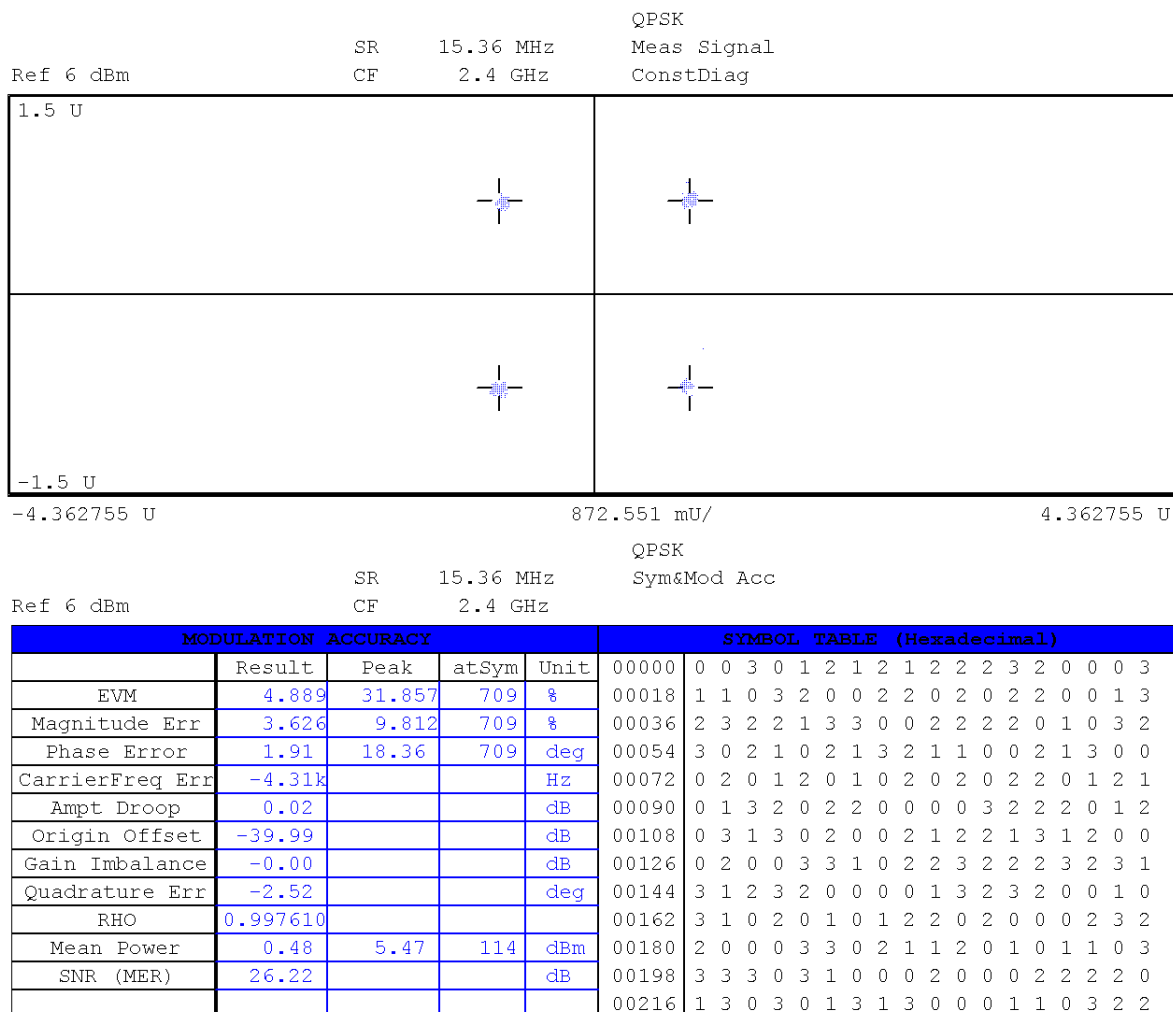 QPSK
SR 15.36 MHz Meas Signal
Ref 6 dBm CF 2.4 GHz ConstDiag
1.5 U
-1.5 U
-4.362755 U 872.551 mU/ 4.362755 U
QPSK
SR 15.36 MHz Sym&Mod Acc
Ref 6 dBm CF 2.4 GHz
MODULATION ACCURACY SYMBOL TABLE (Hexadecimal)
Result Peak atSym Unit 00000 0 0 3 0 1 2 1 2 1 2 2 2 3 2 0 0 0 3
EVM 4.889 31.857 709 % 00018 1 1 0 3 2 0 0 2 2 0 2 0 2 2 0 0 1 3
Magnitude Err 3.626 9.812 709 % 00036 2 3 2 2 1 3 3 0 0 2 2 2 2 0 1 0 3 2
Phase Error 1.91 18.36 709 deg 00054 3 0 2 1 0 2 1 3 2 1 1 0 0 2 1 3 0 0
CarrierFreq Err -4.31k Hz 00072 0 2 0 1 2 0 1 0 2 0 2 0 2 2 0 1 2 1
Ampt Droop 0.02 dB 00090 0 1 3 2 0 2 2 0 0 0 0 3 2 2 2 0 1 2
Origin Offset -39.99 dB 00108 0 3 1 3 0 2 0 0 2 1 2 2 1 3 1 2 0 0
Gain Imbalance -0.00 dB 00126 0 2 0 0 3 3 1 0 2 2 3 2 2 2 3 2 3 1
Quadrature Err -2.52 deg 00144 3 1 2 3 2 0 0 0 0 1 3 2 3 2 0 0 1 0
RHO 0.997610 00162 3 1 0 2 0 1 0 1 2 2 0 2 0 0 0 2 3 2
Mean Power 0.48 5.47 114 dBm 00180 2 0 0 0 3 3 0 2 1 1 2 0 1 0 1 1 0 3
SNR (MER) 26.22 dB 00198 3 3 3 0 3 1 0 0 0 2 0 0 0 2 2 2 2 0
00216 1 3 0 3 0 1 3 1 3 0 0 0 1 1 0 3 2 2